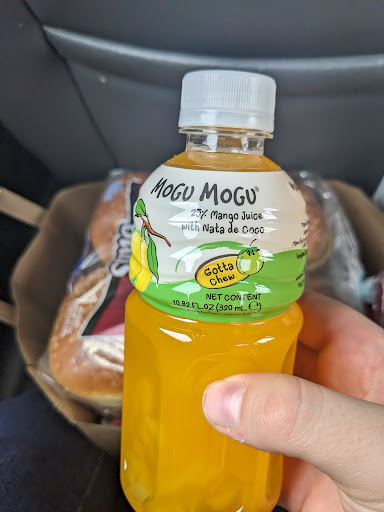 MOGU MOGU®
25% Mango Juice
with Nata de Coco
Gotta
Chew
NET CONTENT
10.82 FL OZ (320 mL ℮)